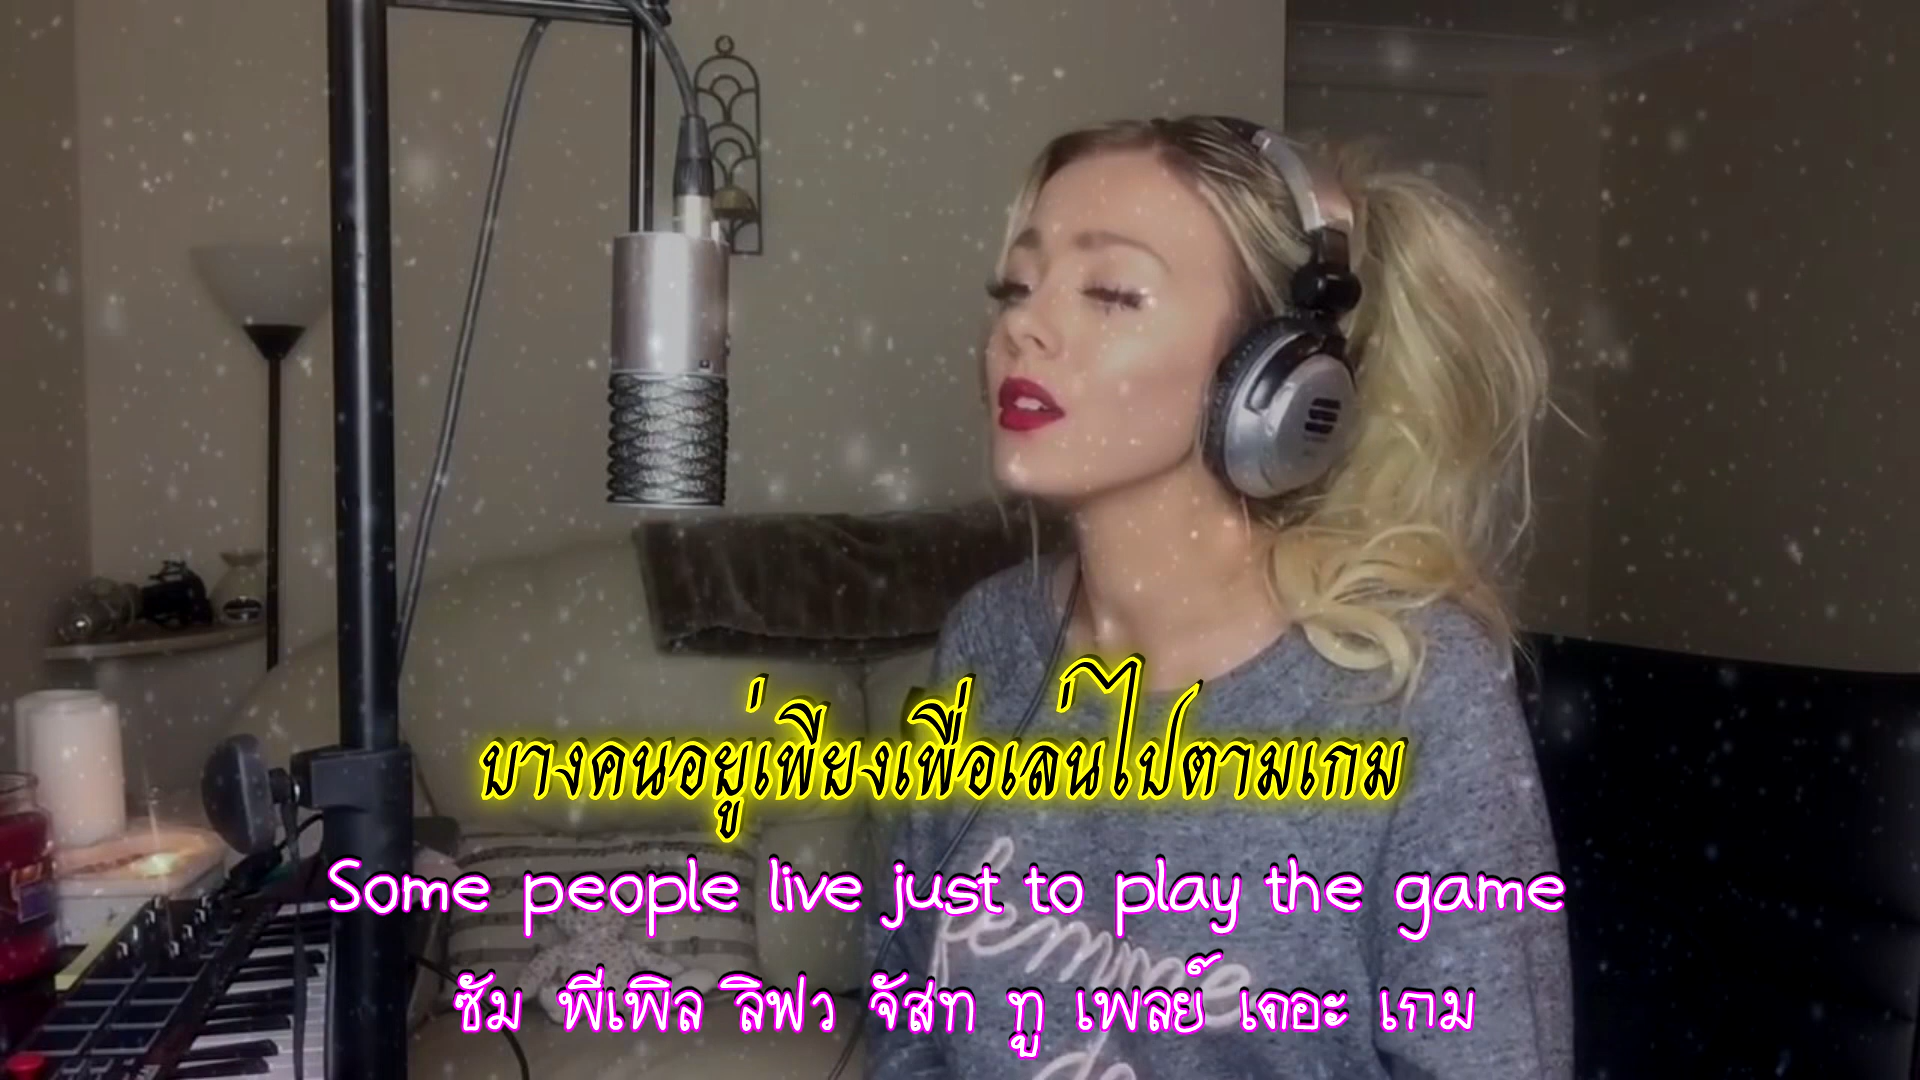 บางคนอยู่เพียงเพื่อเล่นไปตามเกม
Some people live just to play the game
ซัม พีเพิล ลิฟว จัสท ทู เพลย์ เดอะ เกม